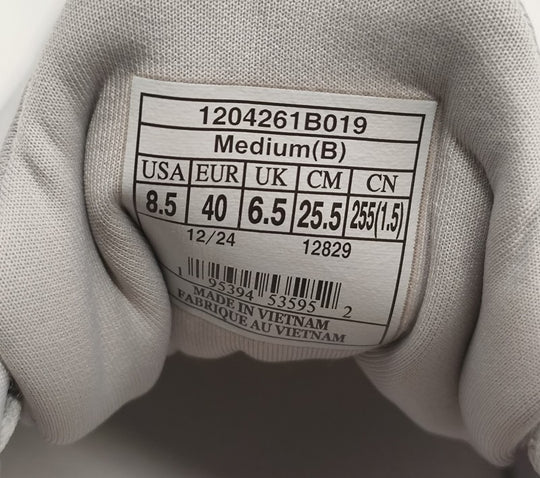 1204261B019
Medium(B)
USA EUR UK CM CN
8.5 40 6.5 25.5 255(1.5)
12/24 12829
1 95394 53595 2
MADE IN VIETNAM
FABRIQUE AU VIETNAM